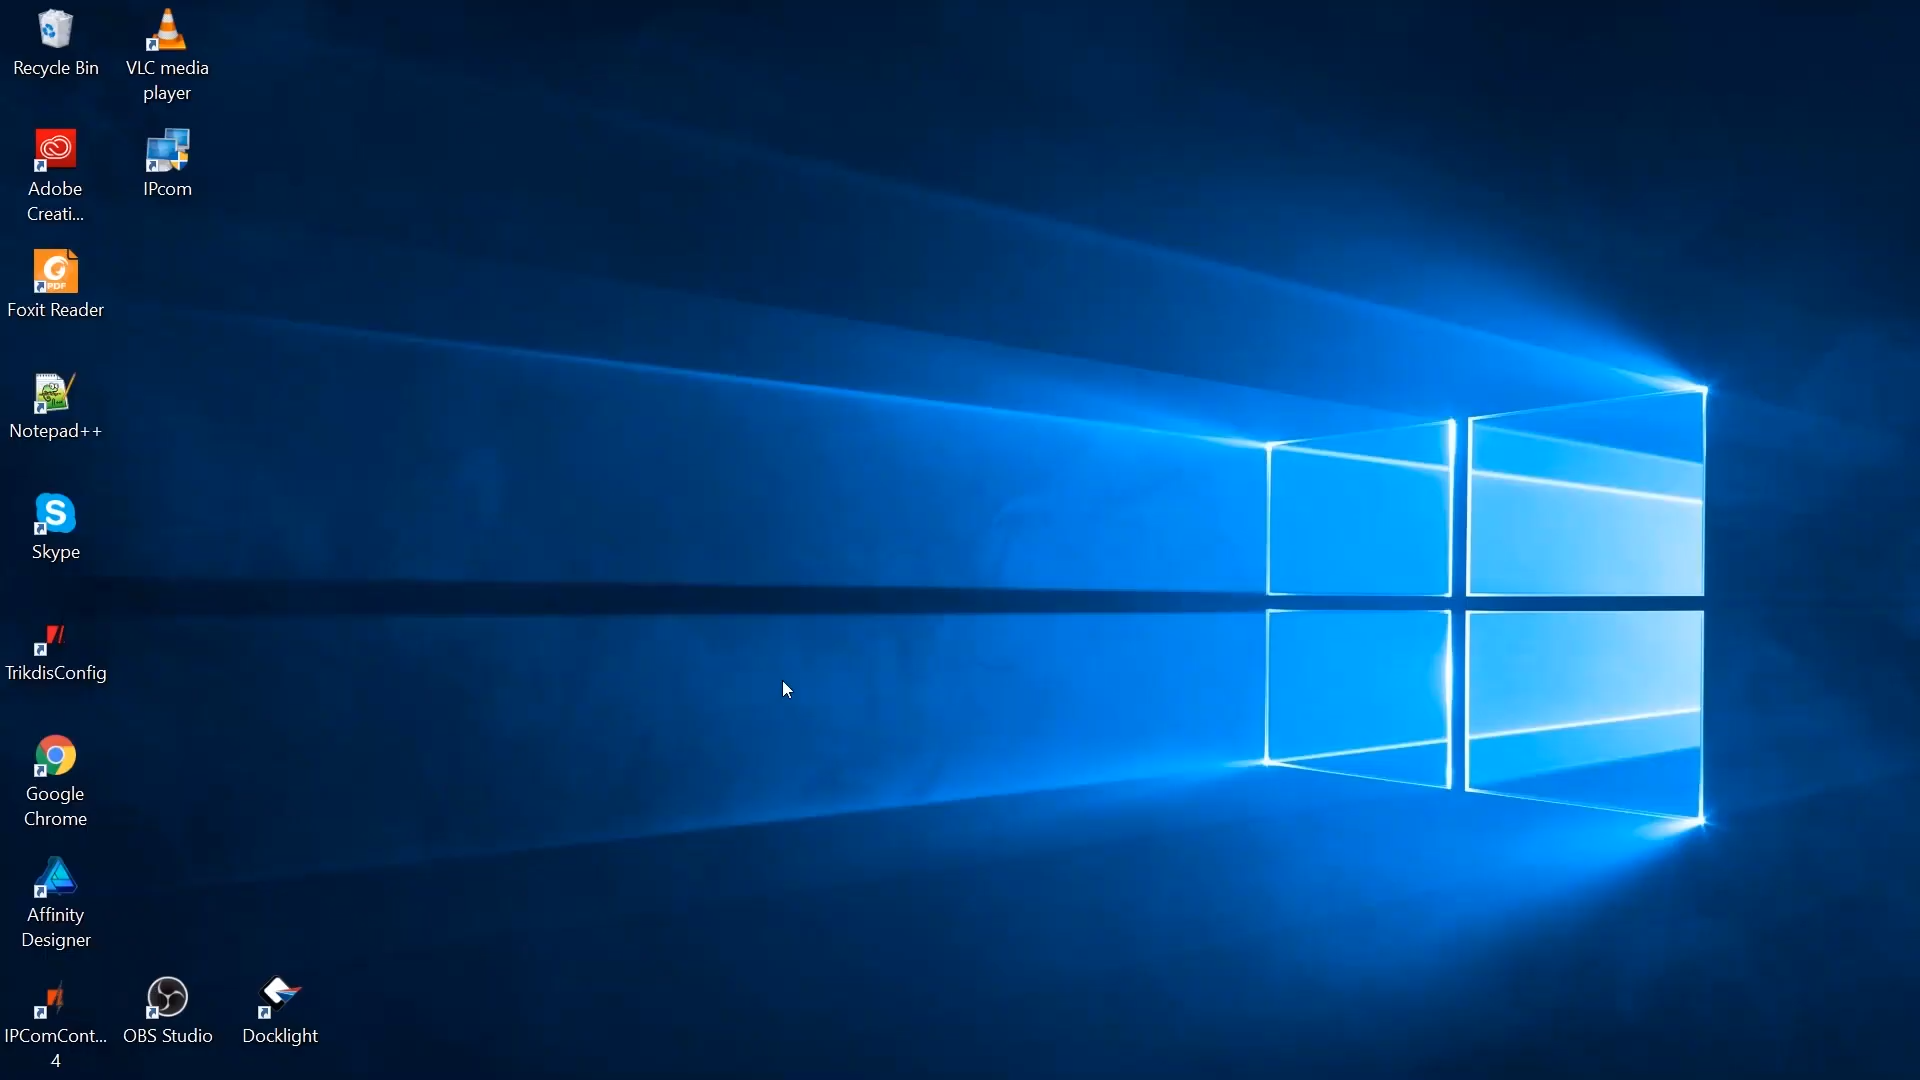 Recycle Bin
VLC media
player
Adobe
Creati...
IPcom
Foxit Reader
PDF
Notepad++
Skype
TrikdisConfig
Google
Chrome
Affinity
Designer
IPComCont...
4
OBS Studio
Docklight